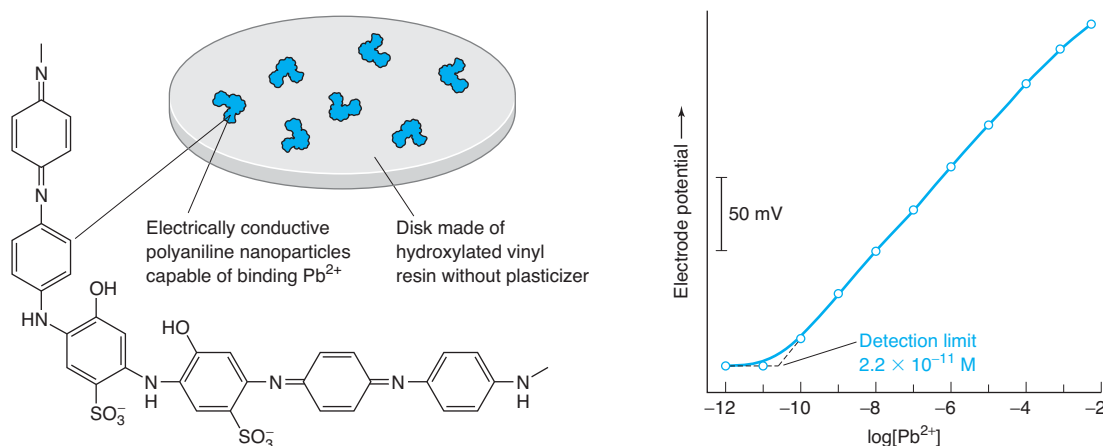 N
N
HN
OH
SO₃⁻
N
H
HO
SO₃⁻
N
N
N
H
Electrically conductive
polyaniline nanoparticles
capable of binding Pb²⁺
Disk made of
hydroxylated vinyl
resin without plasticizer
Electrode potential →
50 mV
Detection limit
2.2 × 10⁻¹¹ M
−12 −10 −8 −6 −4 −2
log[Pb²⁺]